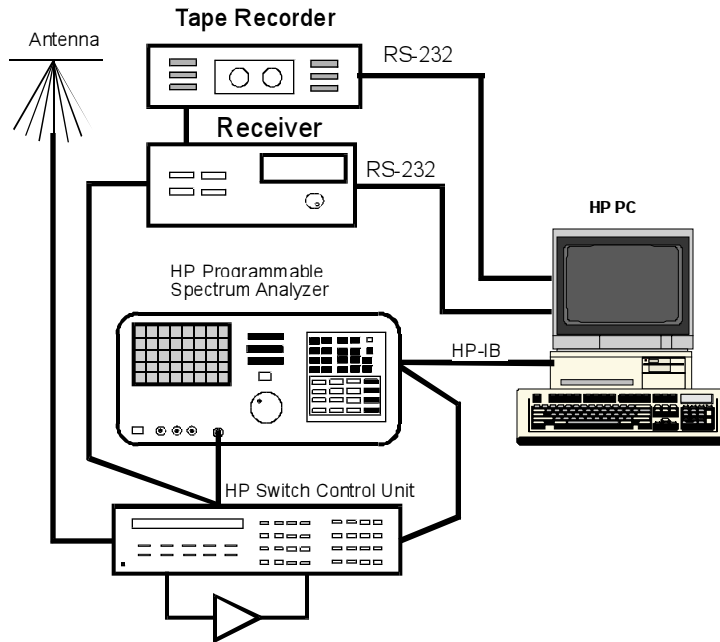 Tape Recorder
Antenna
RS-232
Receiver
RS-232
HP PC
HP Programmable
Spectrum Analyzer
HP-IB
HP Switch Control Unit